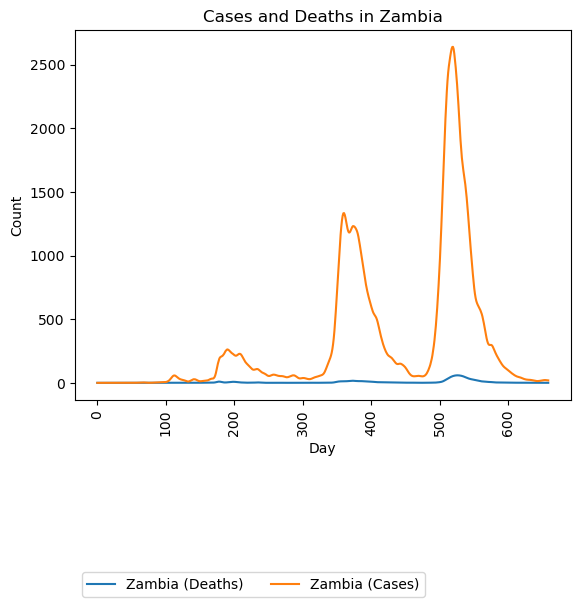 Cases and Deaths in Zambia
2500
2000
1500
1000
500
0
Count
0 100 200 300 400 500 600
Day
Zambia (Deaths) Zambia (Cases)